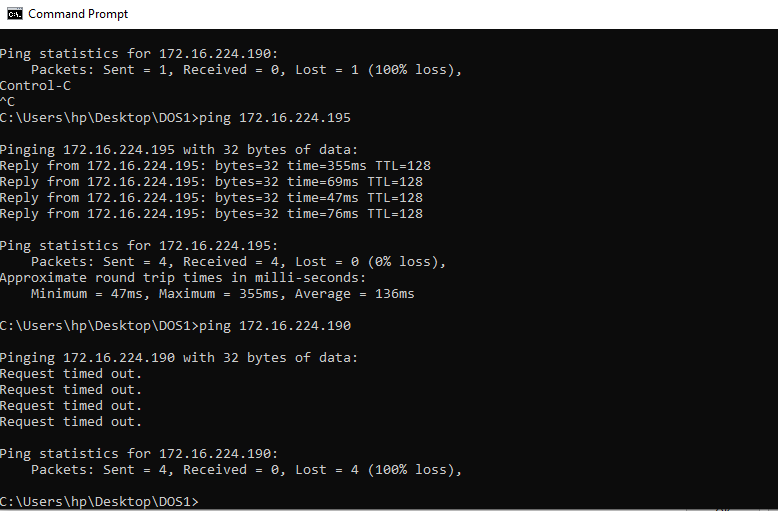 Command Prompt
Ping statistics for 172.16.224.190:
    Packets: Sent = 1, Received = 0, Lost = 1 (100% loss),
Control-C
^C
C:\Users\hp\Desktop\DOS1>ping 172.16.224.195
Pinging 172.16.224.195 with 32 bytes of data:
Reply from 172.16.224.195: bytes=32 time=355ms TTL=128
Reply from 172.16.224.195: bytes=32 time=69ms TTL=128
Reply from 172.16.224.195: bytes=32 time=47ms TTL=128
Reply from 172.16.224.195: bytes=32 time=76ms TTL=128
Ping statistics for 172.16.224.195:
    Packets: Sent = 4, Received = 4, Lost = 0 (0% loss),
Approximate round trip times in milli-seconds:
    Minimum = 47ms, Maximum = 355ms, Average = 136ms
C:\Users\hp\Desktop\DOS1>ping 172.16.224.190
Pinging 172.16.224.190 with 32 bytes of data:
Request timed out.
Request timed out.
Request timed out.
Request timed out.
Ping statistics for 172.16.224.190:
    Packets: Sent = 4, Received = 0, Lost = 4 (100% loss),
C:\Users\hp\Desktop\DOS1>